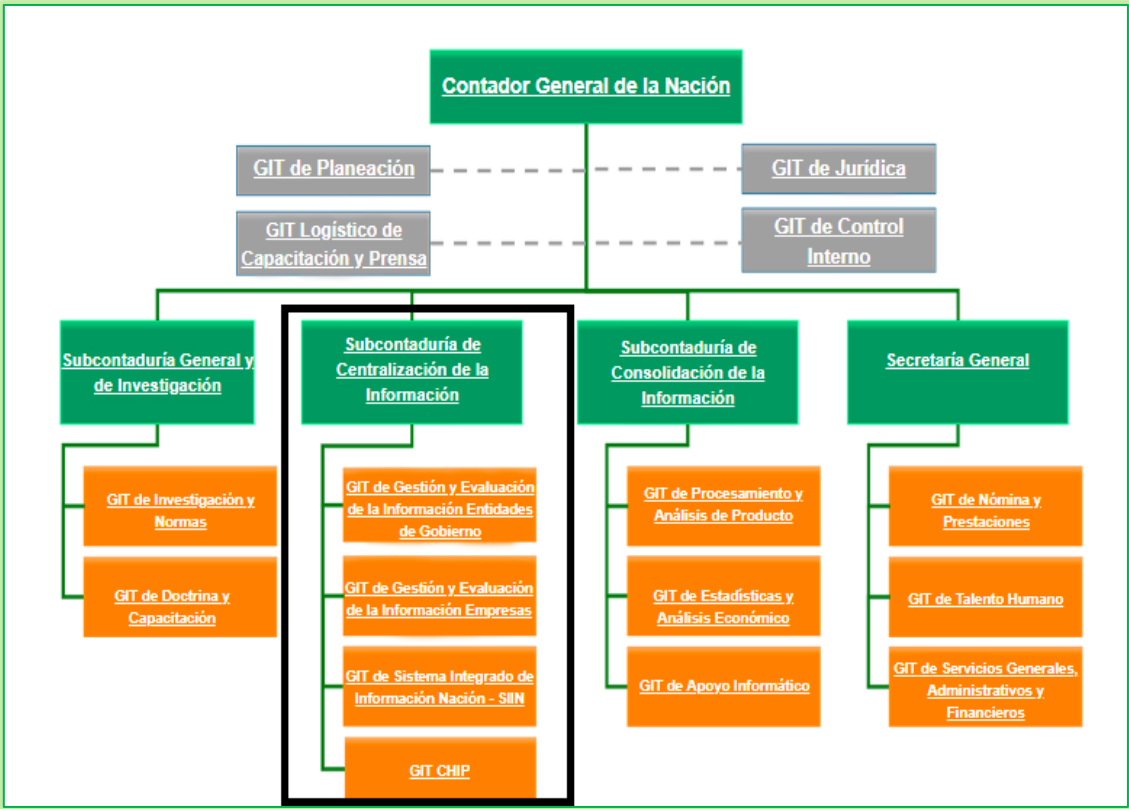 Contador General de la Nación
GIT de Planeación
GIT de Jurídica
GIT Logístico de
Capacitación y Prensa
GIT de Control
Interno
Subcontaduría General y
de Investigación
Subcontaduría de
Centralización de la
Información
Subcontaduría de
Consolidación de la
Información
Secretaría General
GIT de Investigación y
Normas
GIT de Doctrina y
Capacitación
GIT de Gestión y Evaluación
de la Información Entidades
de Gobierno
GIT de Gestión y Evaluación
de la Información Empresas
GIT de Sistema Integrado de
Información Nación - SIIN
GIT CHIP
GIT de Procesamiento y
Análisis de Producto
GIT de Estadísticas y
Análisis Económico
GIT de Apoyo Informático
GIT de Nómina y
Prestaciones
GIT de Talento Humano
GIT de Servicios Generales,
Administrativos y
Financieros